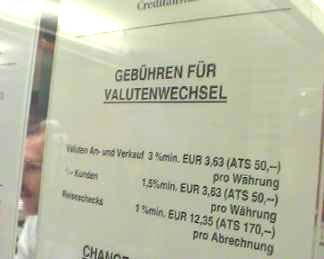 GEBÜHREN FÜR
VALUTENWECHSEL
Valuten An- und Verkauf 3 %min. EUR 3,63 (ATS 50,--)
pro Währung
Kunden 1,5%min. EUR 3,63 (ATS 50,--)
pro Währung
Reiseschecks 1 %min. EUR 12,35 (ATS 170,--)
pro Abrechnung